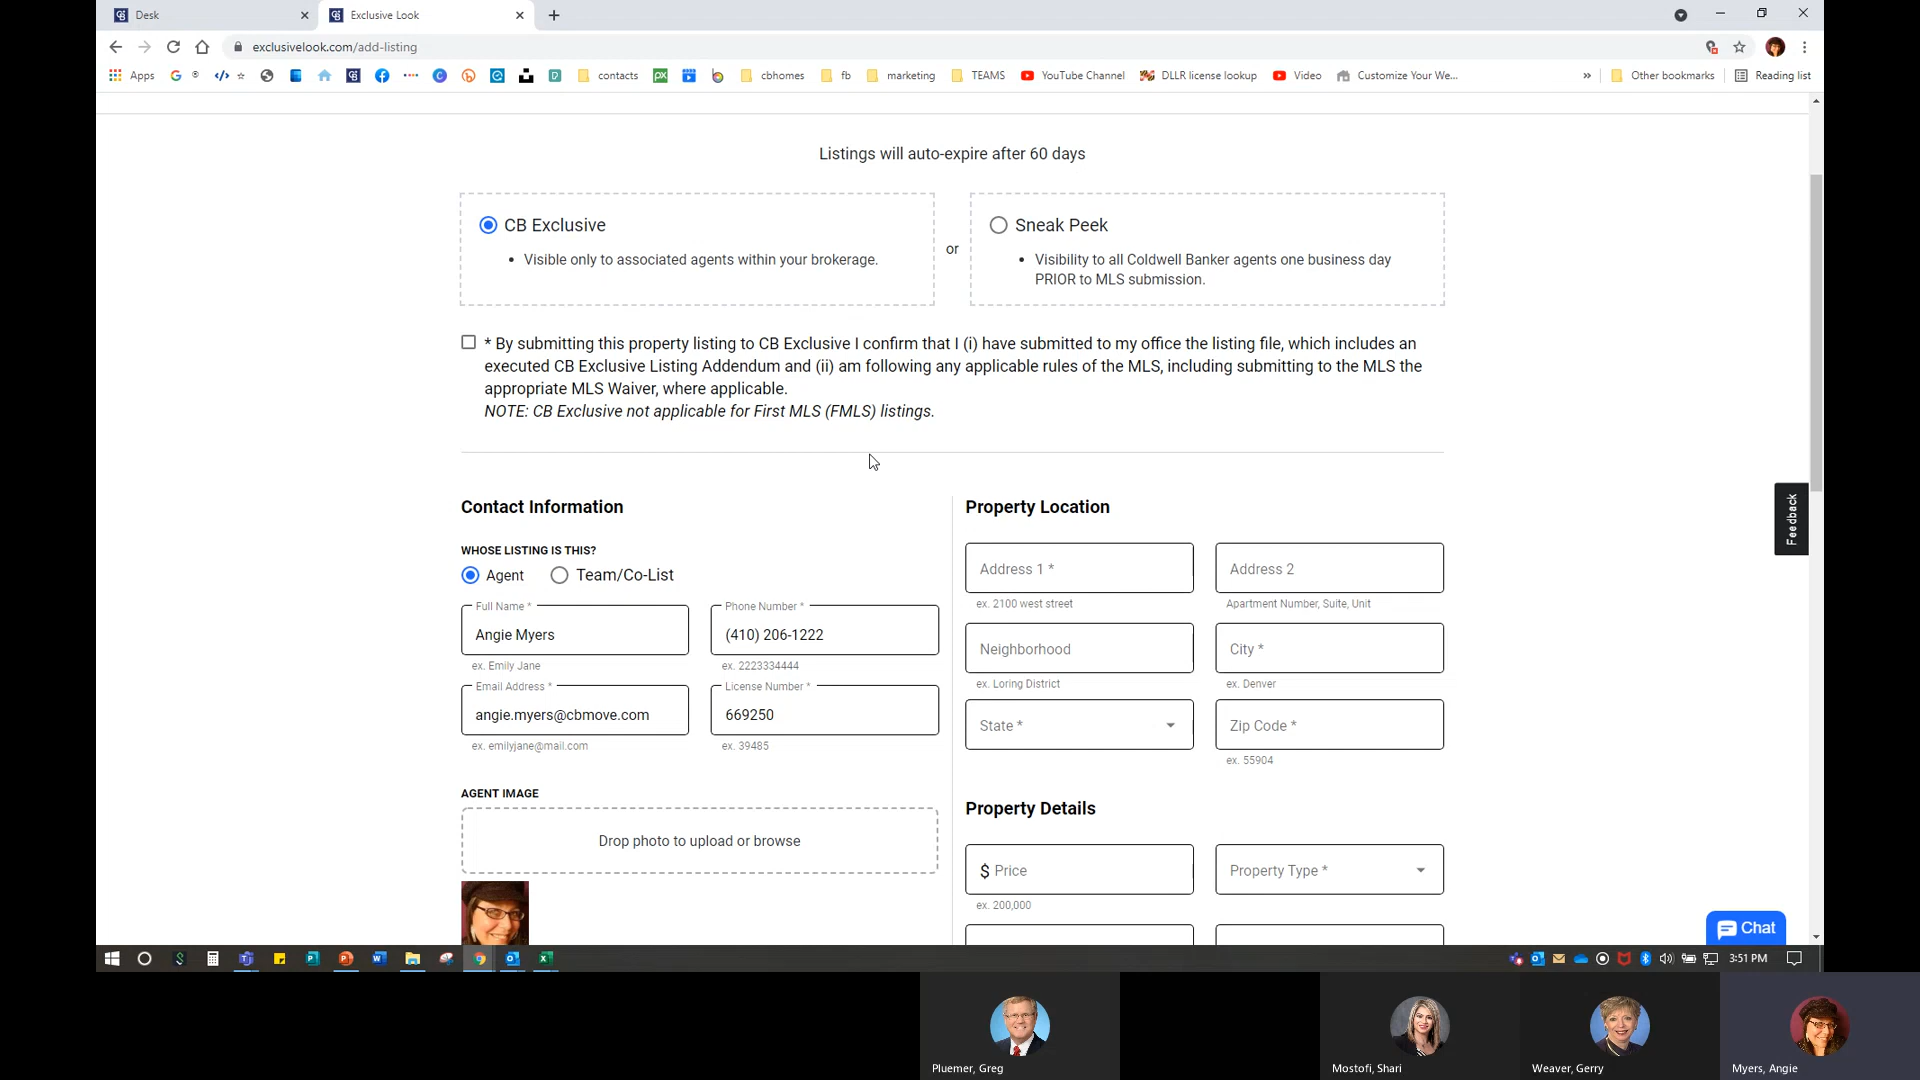 Desk
Exclusive Look
exclusivelook.com/add-listing
Apps
contacts
cbhomes
fb
marketing
TEAMS
YouTube Channel
DLLR license lookup
Video
Customize Your We...
»
Other bookmarks
Reading list
Listings will auto-expire after 60 days
CB Exclusive
• Visible only to associated agents within your brokerage.
or
Sneak Peek
• Visibility to all Coldwell Banker agents one business day
PRIOR to MLS submission.
* By submitting this property listing to CB Exclusive I confirm that I (i) have submitted to my office the listing file, which includes an
executed CB Exclusive Listing Addendum and (ii) am following any applicable rules of the MLS, including submitting to the MLS the
appropriate MLS Waiver, where applicable.
NOTE: CB Exclusive not applicable for First MLS (FMLS) listings.
Contact Information
WHOSE LISTING IS THIS?
Agent
Team/Co-List
Full Name *
Angie Myers
ex. Emily Jane
Phone Number *
(410) 206-1222
ex. 2223334444
Email Address *
angie.myers@cbmove.com
ex. emilyjane@mail.com
License Number *
669250
ex. 39485
AGENT IMAGE
Drop photo to upload or browse
Property Location
Address 1 *
ex. 2100 west street
Address 2
Apartment Number, Suite, Unit
Neighborhood
ex. Loring District
City *
ex. Denver
State *
Zip Code *
ex. 55904
Property Details
$ Price
ex. 200,000
Property Type *
Feedback
Chat
3:51 PM
Pluemer, Greg
Mostofi, Shari
Weaver, Gerry
Myers, Angie